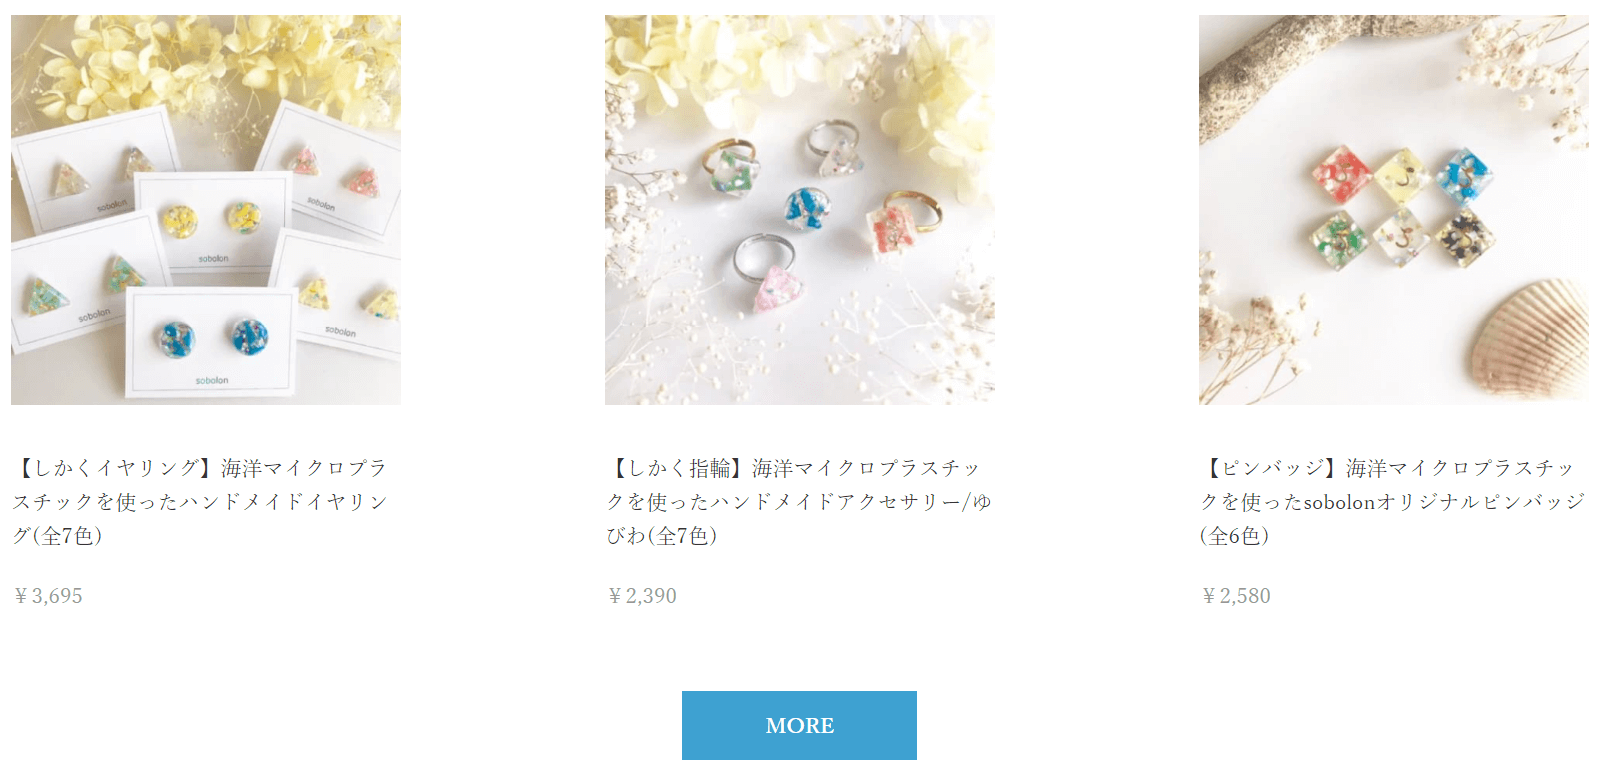 sobolon
sobolon
sobolon
sobolon
sobolon
sobolon
【しかくイヤリング】海洋マイクロプラ
スチックを使ったハンドメイドイヤリン
グ(全7色)
¥3,695
【しかく指輪】海洋マイクロプラスチッ
クを使ったハンドメイドアクセサリー/ゆ
びわ(全7色)
¥2,390
【ピンバッジ】海洋マイクロプラスチッ
クを使ったsobolonオリジナルピンバッジ
(全6色)
¥2,580
MORE